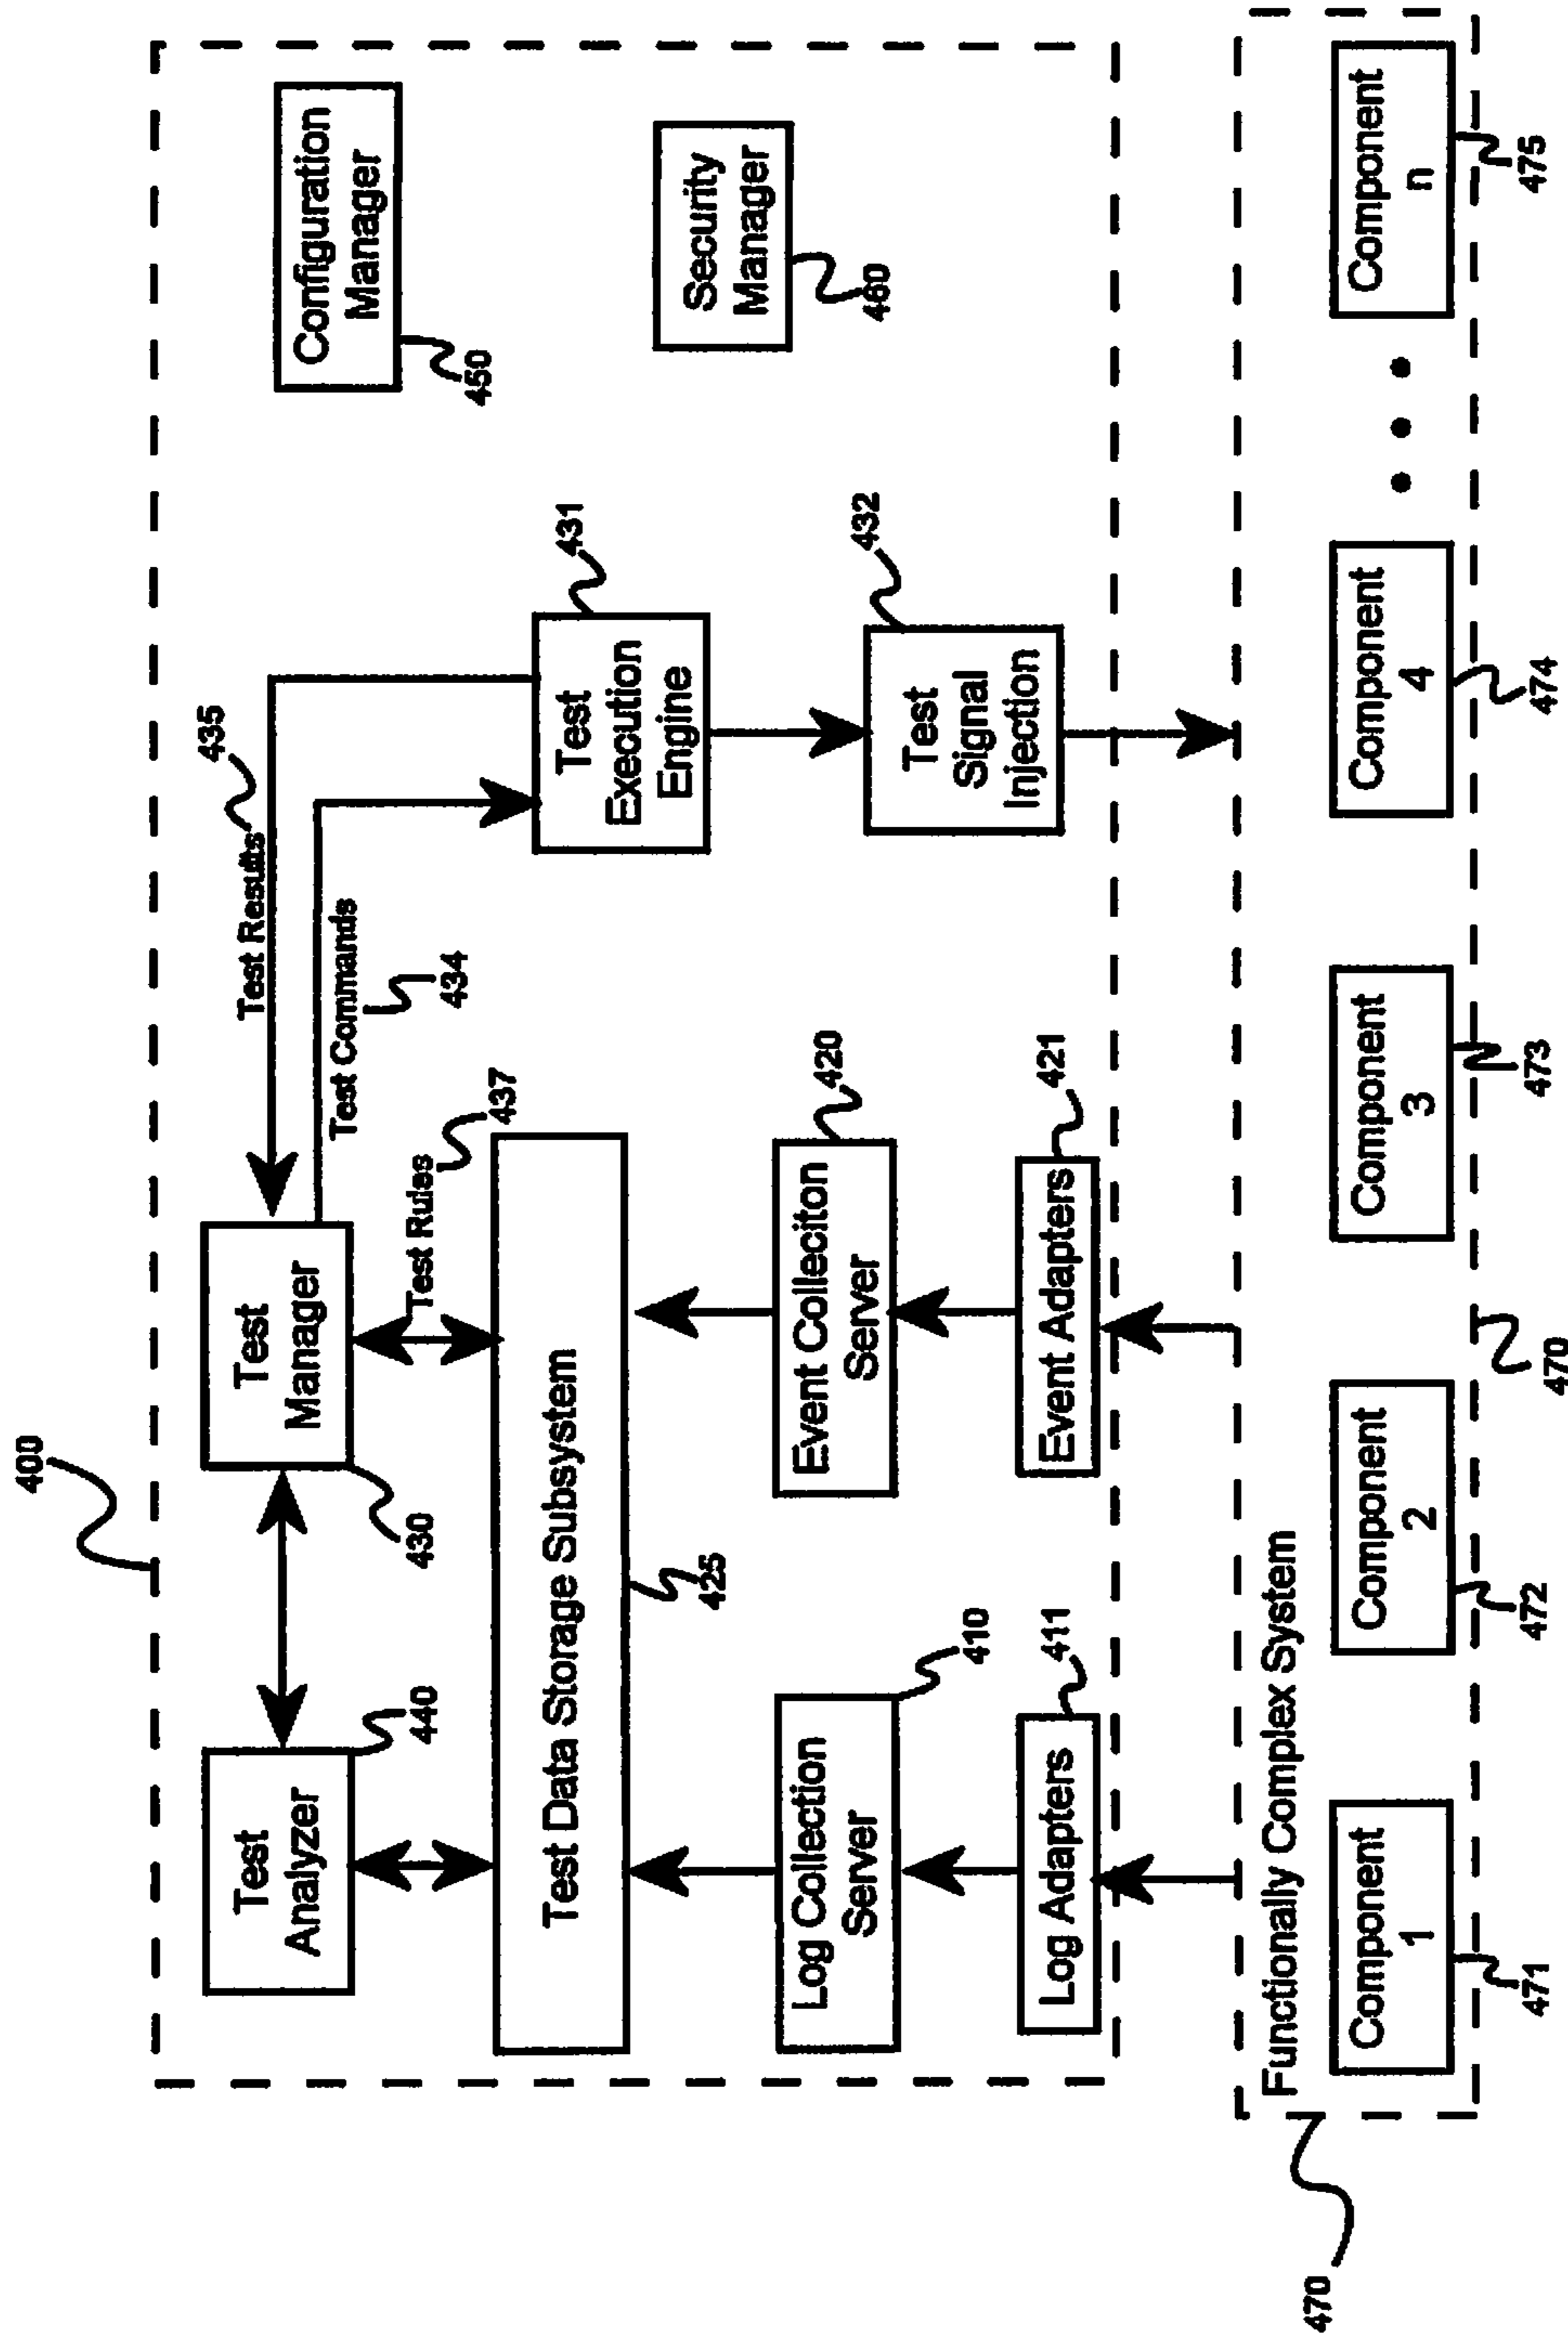 400
Test
Analyzer
440
Test
Manager
430
Test Results
435
Test Commands
434
Test Rules
437
Configuration
Manager
450
Test Data Storage Subsystem
425
Test
Execution
Engine
431
Security
Manager
460
Log Collection
Server
410
Event Colleciton
Server
420
Test
Signal
Injection
432
Log Adapters
411
Event Adapters
421
Functionally Complex System
470
Component
1
471
Component
2
472
470
Component
3
473
Component
4
474
Component
n
475